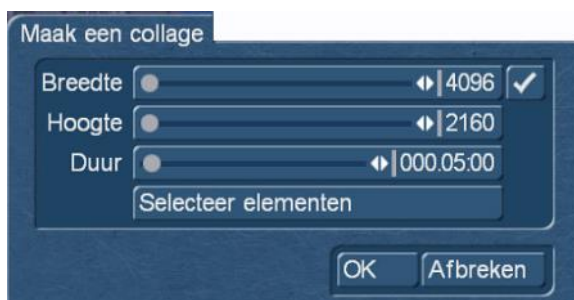 Maak een collage
Breedte 4096
Hoogte 2160
Duur 000.05:00
Selecteer elementen
OK Afbreken